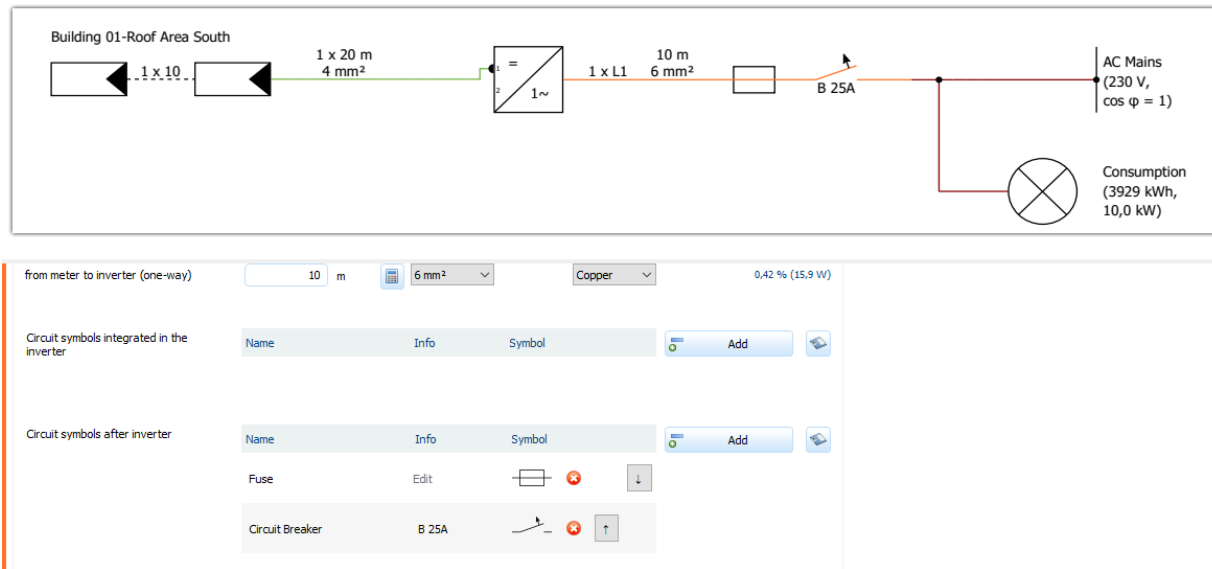 Building 01-Roof Area South
1 x 10
1 x 20 m
4 mm²
1
2
=
1~
1 x L1
10 m
6 mm²
B 25A
AC Mains
(230 V,
cos φ = 1)
Consumption
(3929 kWh,
10,0 kW)
from meter to inverter (one-way)
10 m
6 mm²
Copper
0,42 % (15,9 W)
Circuit symbols integrated in the
inverter
Name Info Symbol
Add
Circuit symbols after inverter
Name Info Symbol
Add
Fuse Edit ↓
Circuit Breaker B 25A ↑